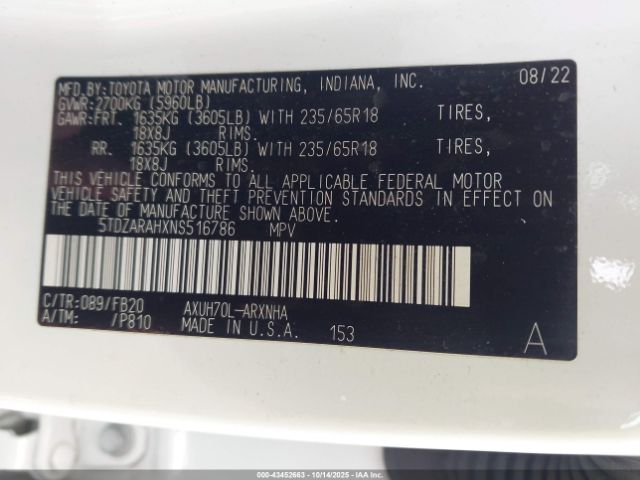 MFD.BY:TOYOTA MOTOR MANUFACTURING, INDIANA, INC. 08/22
GVWR:2700KG (5960LB)
GAWR:FRT. 1635KG (3605LB) WITH 235/65R18 TIRES,
18X8J RIMS.
RR. 1635KG (3605LB) WITH 235/65R18 TIRES,
18X8J RIMS.
THIS VEHICLE CONFORMS TO ALL APPLICABLE FEDERAL MOTOR
VEHICLE SAFETY AND THEFT PREVENTION STANDARDS IN EFFECT ON
THE DATE OF MANUFACTURE SHOWN ABOVE.
5TDZARAHXNS516786 MPV
C/TR:089/FB20 AXUH70L-ARXNHA
A/TM: /P810 MADE IN U.S.A. 153 A
000-43452663 | 10/14/2025 | IAAI.COM